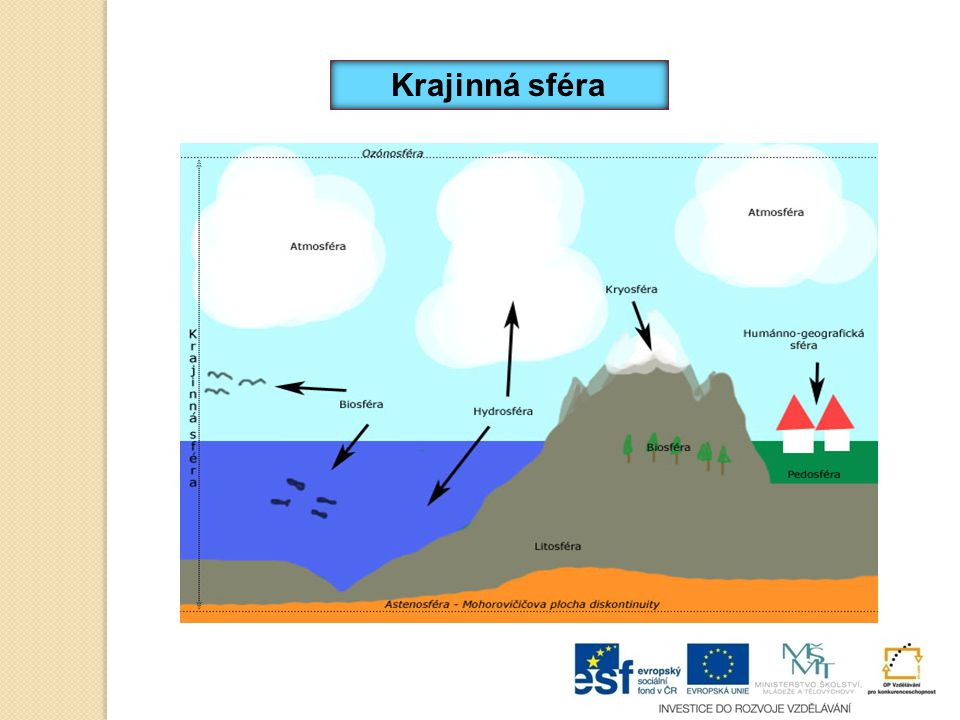 Krajinná sféra
Ozónosféra
Atmosféra
Atmosféra
Kryosféra
Humánno-geografická
sféra
Krajinná sféra
Biosféra
Hydrosféra
Biosféra
Pedosféra
Litosféra
Astenosféra - Mohorovičičova plocha diskontinuity
esf evropský
sociální
fond v ČR
EVROPSKÁ UNIE
MŠMT
MINISTERSTVO ŠKOLSTVÍ,
MLÁDEŽE A TĚLOVÝCHOVY
OP Vzdělávání
pro konkurenceschopnost
INVESTICE DO ROZVOJE VZDĚLÁVÁNÍ